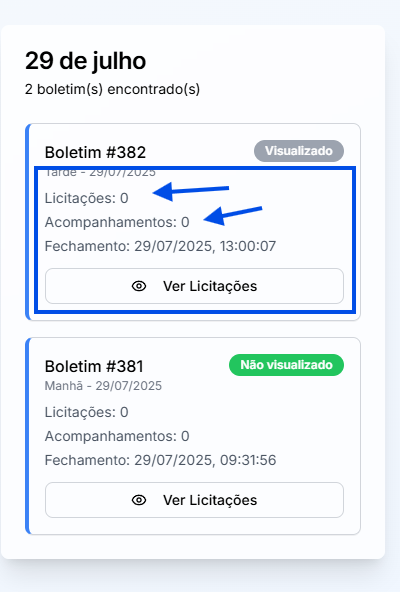 29 de julho
2 boletim(s) encontrado(s)
Boletim #382
Visualizado
Tarde - 29/07/2025
Licitações: 0
Acompanhamentos: 0
Fechamento: 29/07/2025, 13:00:07
Ver Licitações
Boletim #381
Não visualizado
Manhã - 29/07/2025
Licitações: 0
Acompanhamentos: 0
Fechamento: 29/07/2025, 09:31:56
Ver Licitações